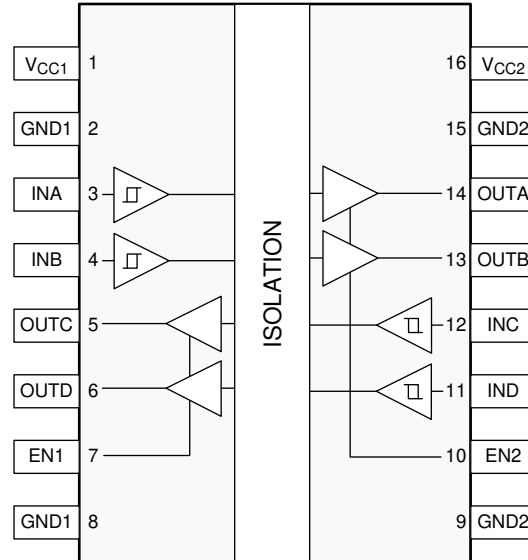 VCC1 1 16 VCC2
GND1 2 15 GND2
INA 3 14 OUTA
INB 4 13 OUTB
OUTC 5 12 INC
OUTD 6 11 IND
EN1 7 10 EN2
GND1 8 9 GND2
ISOLATION